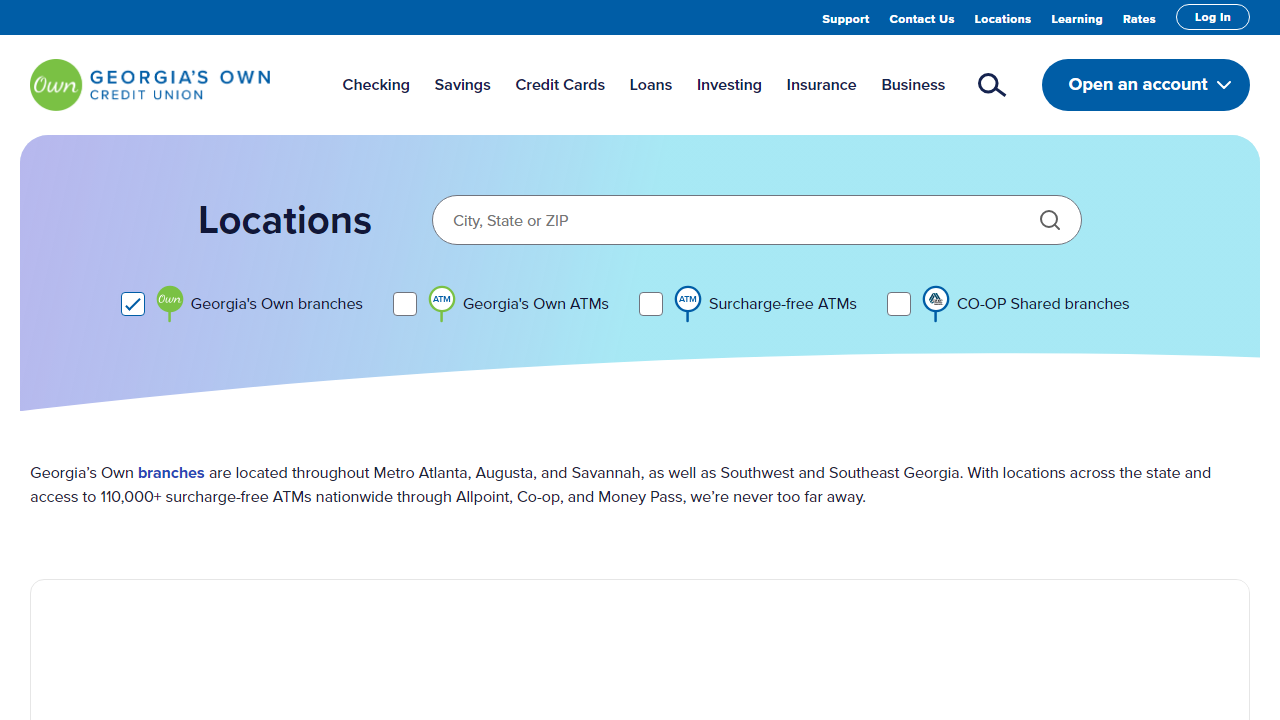 Support Contact Us Locations Learning Rates Log In
Own GEORGIA'S OWN
CREDIT UNION
Checking Savings Credit Cards Loans Investing Insurance Business Open an account
Locations City, State or ZIP
Own Georgia's Own branches ATM Georgia's Own ATMs ATM Surcharge-free ATMs CO-OP Shared branches
Georgia’s Own branches are located throughout Metro Atlanta, Augusta, and Savannah, as well as Southwest and Southeast Georgia. With locations across the state and
access to 110,000+ surcharge-free ATMs nationwide through Allpoint, Co-op, and Money Pass, we’re never too far away.